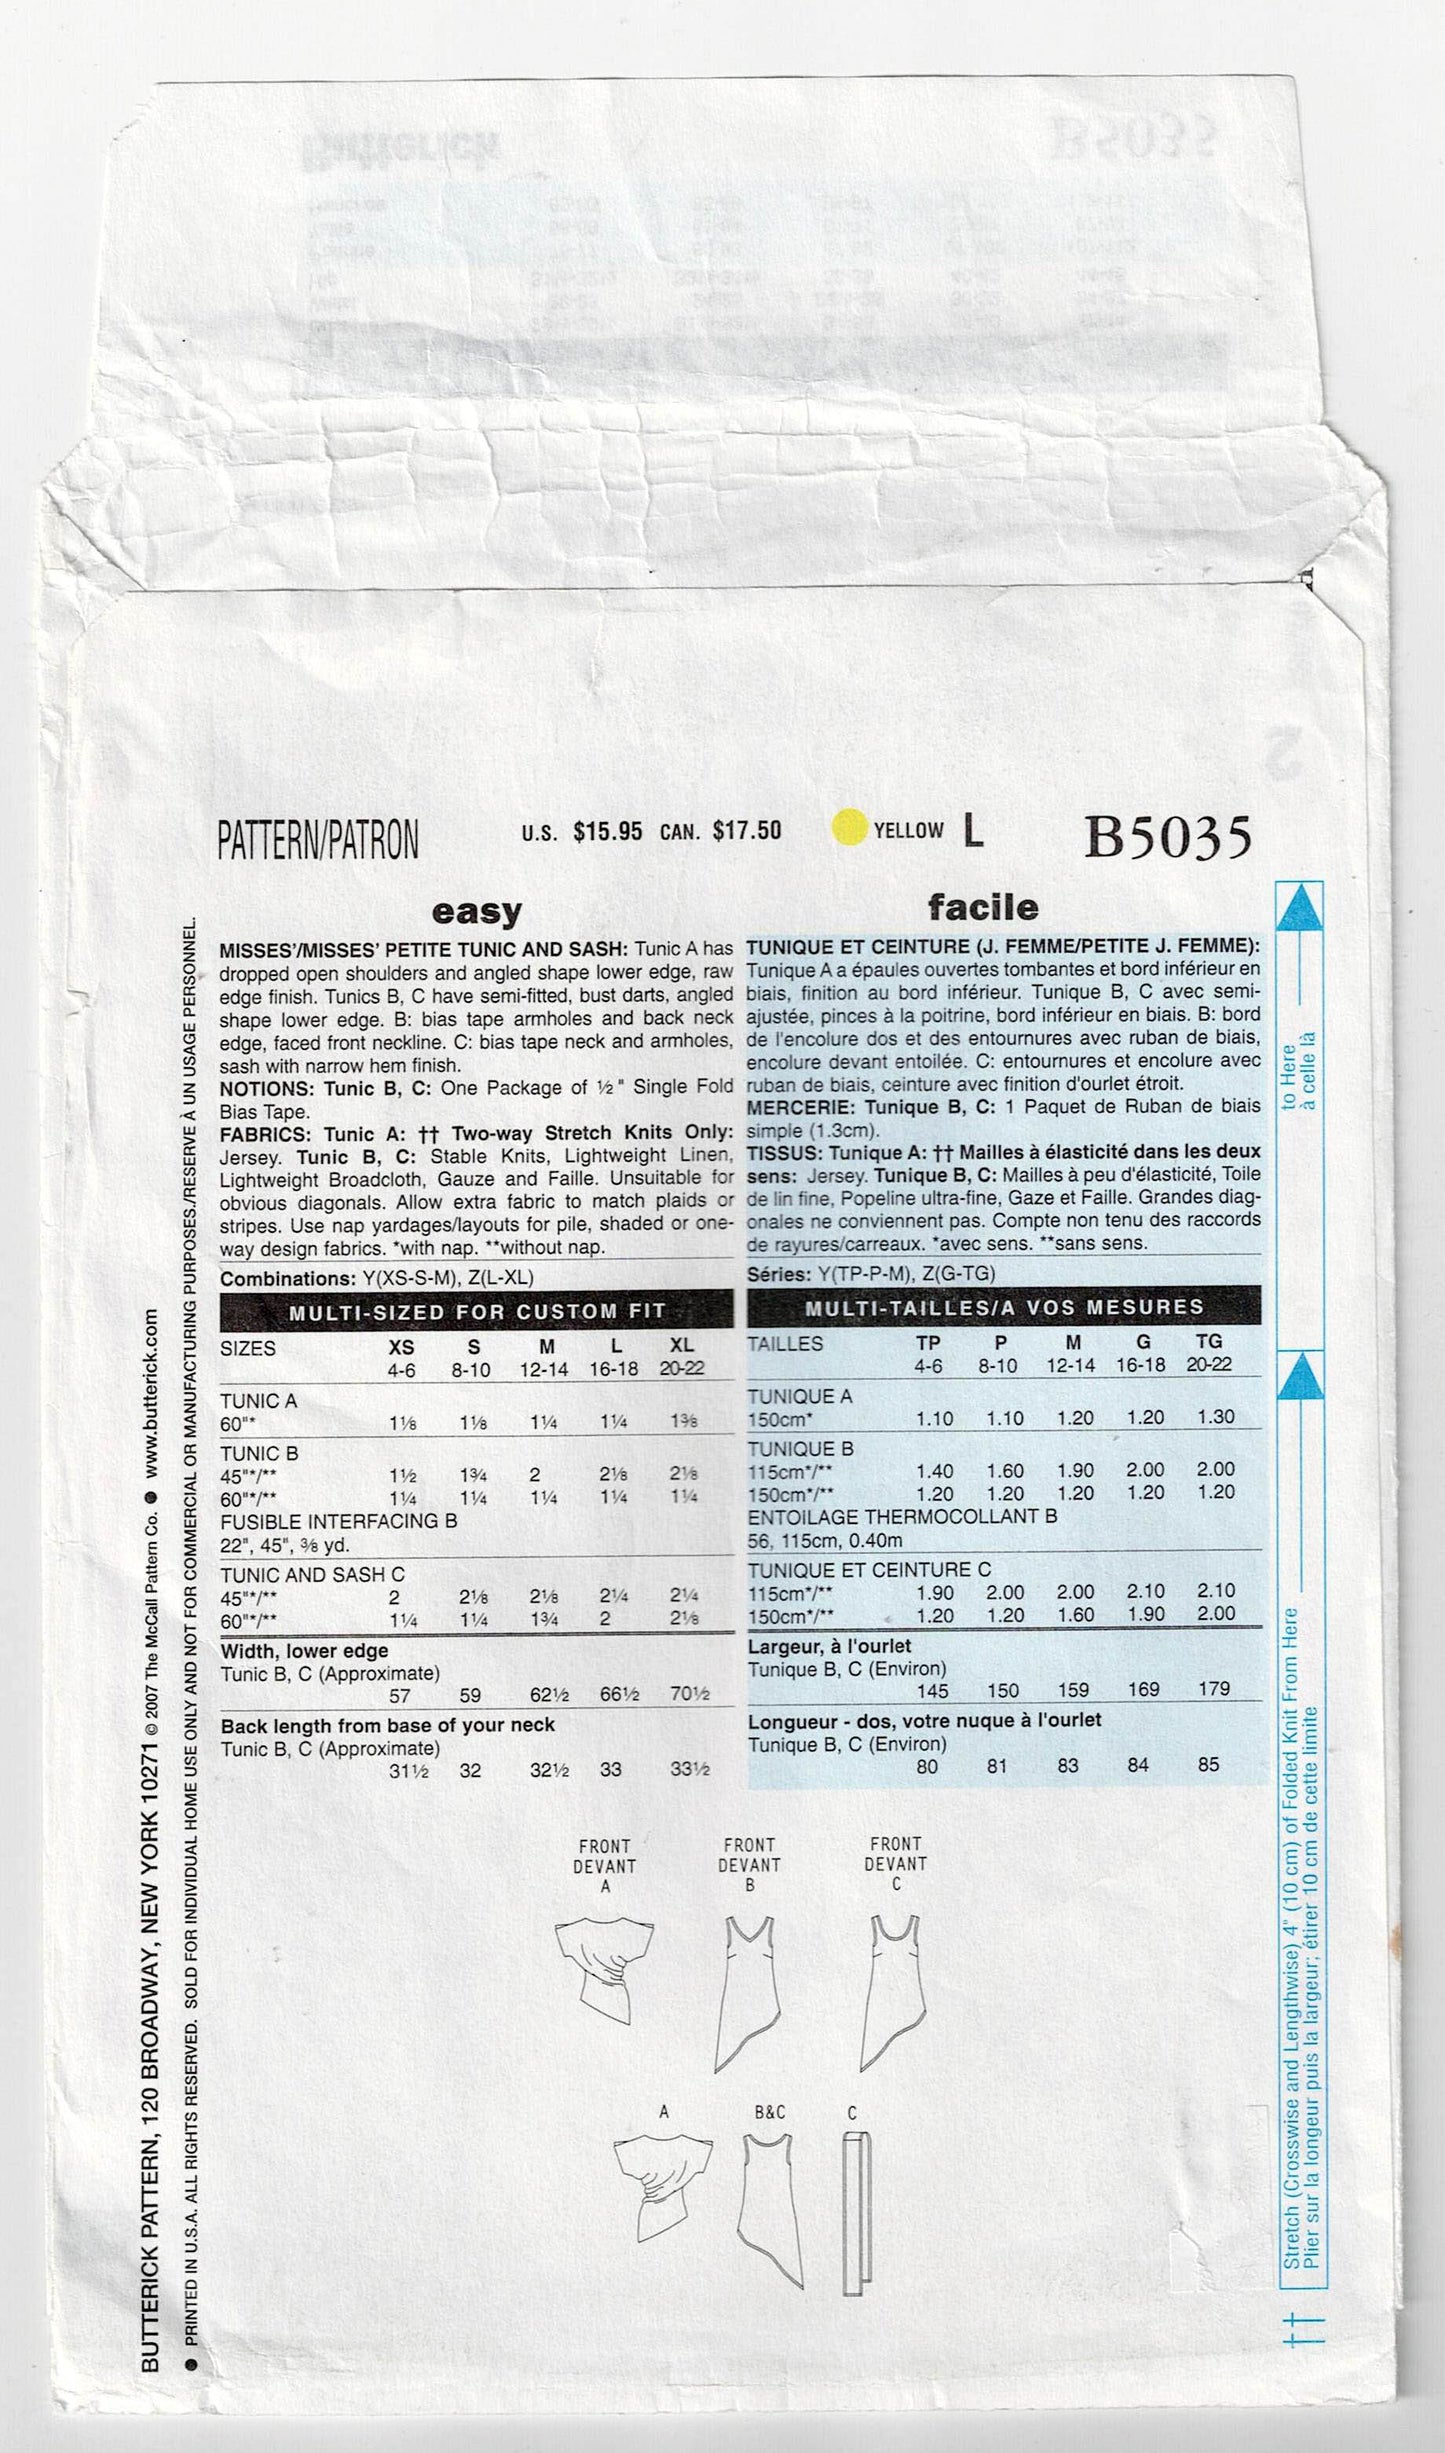 PATTERN/PATRON
U.S. $15.95 CAN. $17.50
YELLOW L
B5035
easy
MISSES'/MISSES' PETITE TUNIC AND SASH: Tunic A has
dropped open shoulders and angled shape lower edge, raw
edge finish. Tunics B, C have semi-fitted, bust darts, angled
shape lower edge. B: bias tape armholes and back neck
edge, faced front neckline. C: bias tape neck and armholes,
sash with narrow hem finish.
NOTIONS: Tunic B, C: One Package of ½" Single Fold
Bias Tape.
FABRICS: Tunic A: †† Two-way Stretch Knits Only:
Jersey. Tunic B, C: Stable Knits, Lightweight Linen,
Lightweight Broadcloth, Gauze and Faille. Unsuitable for
obvious diagonals. Allow extra fabric to match plaids or
stripes. Use nap yardages/layouts for pile, shaded or one-
way design fabrics. *with nap. **without nap.
Combinations: Y(XS-S-M), Z(L-XL)
MULTI-SIZED FOR CUSTOM FIT
SIZES XS S M L XL
4-6 8-10 12-14 16-18 20-22
TUNIC A
60"* 1⅛ 1⅛ 1¼ 1¼ 1⅜
TUNIC B
45"*/** 1½ 1¾ 2 2⅛ 2⅛
60"*/** 1¼ 1¼ 1¼ 1¼ 1¼
FUSIBLE INTERFACING B
22", 45", ⅜ yd.
TUNIC AND SASH C
45"*/** 2 2⅛ 2⅛ 2¼ 2¼
60"*/** 1¼ 1¼ 1¾ 2 2⅛
Width, lower edge
Tunic B, C (Approximate)
57 59 62½ 66½ 70½
Back length from base of your neck
Tunic B, C (Approximate)
31½ 32 32½ 33 33½
facile
TUNIQUE ET CEINTURE (J. FEMME/PETITE J. FEMME):
Tunique A a épaules ouvertes tombantes et bord inférieur en
biais, finition au bord inférieur. Tunique B, C avec semi-
ajustée, pinces à la poitrine, bord inférieur en biais. B: bord
de l'encolure dos et des entournures avec ruban de biais,
encolure devant entoilée. C: entournures et encolure avec
ruban de biais, ceinture avec finition d'ourlet étroit.
MERCERIE: Tunique B, C: 1 Paquet de Ruban de biais
simple (1.3cm).
TISSUS: Tunique A: †† Mailles à élasticité dans les deux
sens: Jersey. Tunique B, C: Mailles à peu d'élasticité, Toile
de lin fine, Popeline ultra-fine, Gaze et Faille. Grandes diag-
onales ne conviennent pas. Compte non tenu des raccords
de rayures/carreaux. *avec sens. **sans sens.
Séries: Y(TP-P-M), Z(G-TG)
MULTI-TAILLES/A VOS MESURES
TAILLES TP P M G TG
4-6 8-10 12-14 16-18 20-22
TUNIQUE A
150cm* 1.10 1.10 1.20 1.20 1.30
TUNIQUE B
115cm*/** 1.40 1.60 1.90 2.00 2.00
150cm*/** 1.20 1.20 1.20 1.20 1.20
ENTOILAGE THERMOCOLLANT B
56, 115cm, 0.40m
TUNIQUE ET CEINTURE C
115cm*/** 1.90 2.00 2.00 2.10 2.10
150cm*/** 1.20 1.20 1.60 1.90 2.00
Largeur, à l'ourlet
Tunique B, C (Environ)
145 150 159 169 179
Longueur - dos, votre nuque à l'ourlet
Tunique B, C (Environ)
80 81 83 84 85
FRONT
DEVANT
A
FRONT
DEVANT
B
FRONT
DEVANT
C
A
B&C
C
BUTTERICK PATTERN, 120 BROADWAY, NEW YORK 10271 © 2007 The McCall Pattern Co. ● www.butterick.com
● PRINTED IN U.S.A. ALL RIGHTS RESERVED. SOLD FOR INDIVIDUAL HOME USE ONLY AND NOT FOR COMMERCIAL OR MANUFACTURING PURPOSES/RESERVE À UN USAGE PERSONNEL.
†† Stretch (Crosswise and Lengthwise) 4" (10 cm) of Folded Knit From Here
Plier sur la longeur puis la largeur; étirer 10 cm de cette limite
to Here
à celle là